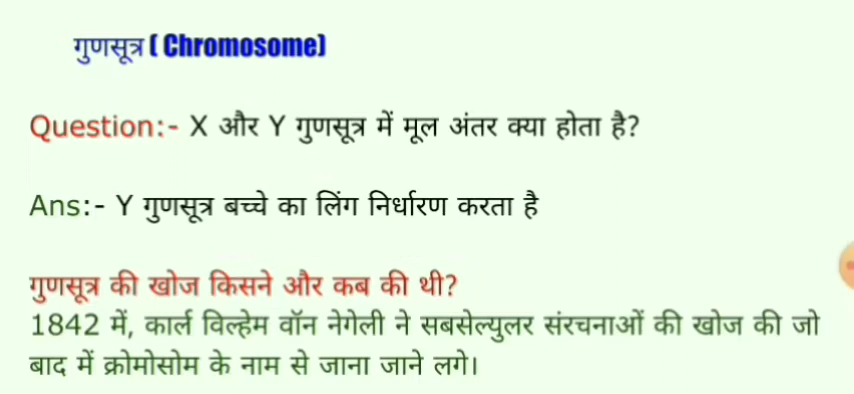 गुणसूत्र ( Chromosome)
Question:- X और Y गुणसूत्र में मूल अंतर क्या होता है?
Ans:- Y गुणसूत्र बच्चे का लिंग निर्धारण करता है
गुणसूत्र की खोज किसने और कब की थी?
1842 में, कार्ल विल्हेम वॉन नेगेली ने सबसेल्युलर संरचनाओं की खोज की जो
बाद में क्रोमोसोम के नाम से जाना जाने लगे।